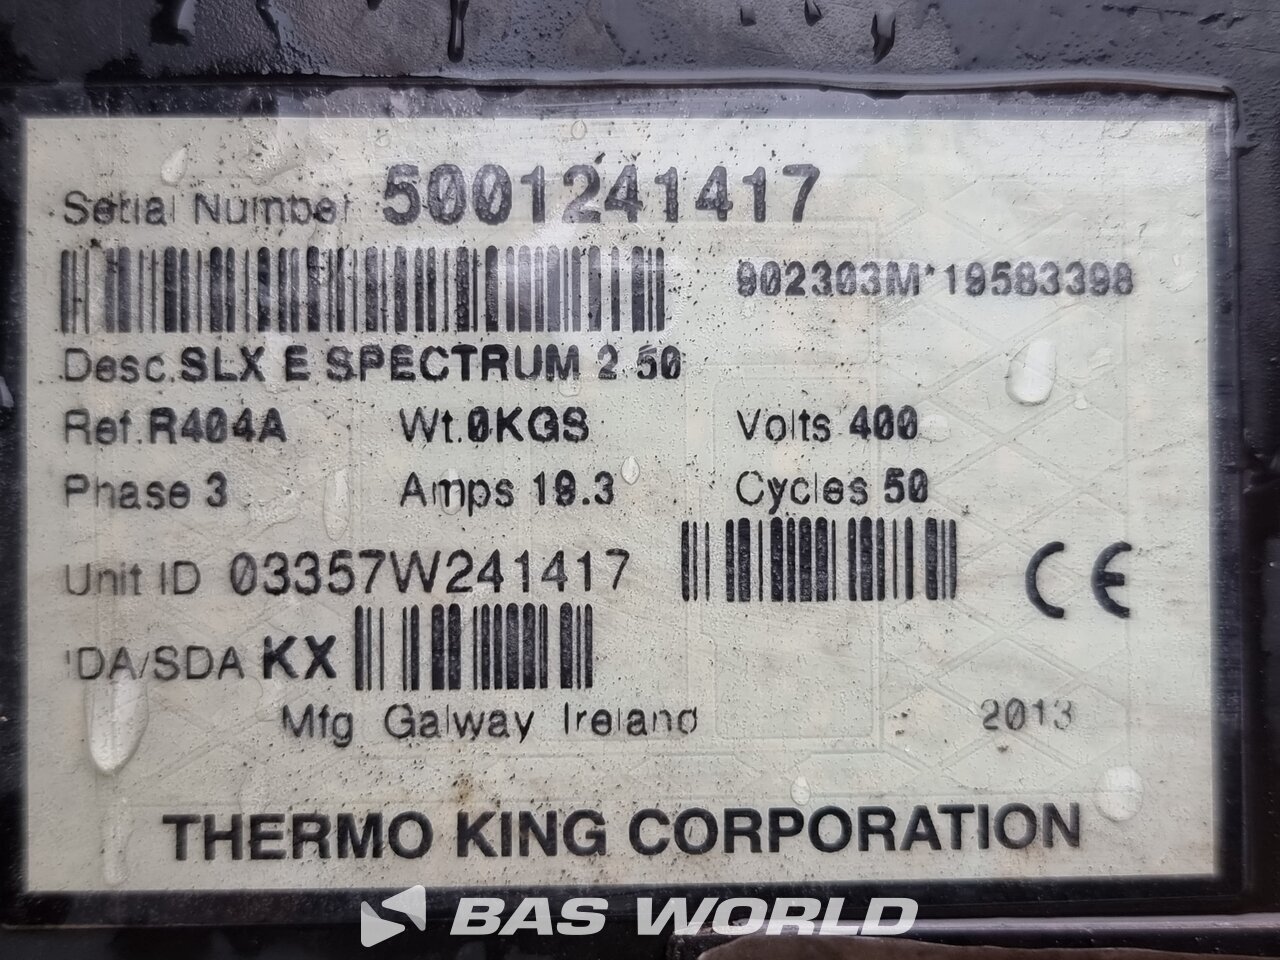 Serial Number 5001241417
902303M*19583398
Desc.SLX E SPECTRUM 2 50
Ref.R404A Wt.0KGS Volts 400
Phase 3 Amps 19.3 Cycles 50
Unit ID 03357W241417
IDA/SDA KX
CE
Mfg Galway Ireland 2013
THERMO KING CORPORATION
BAS WORLD